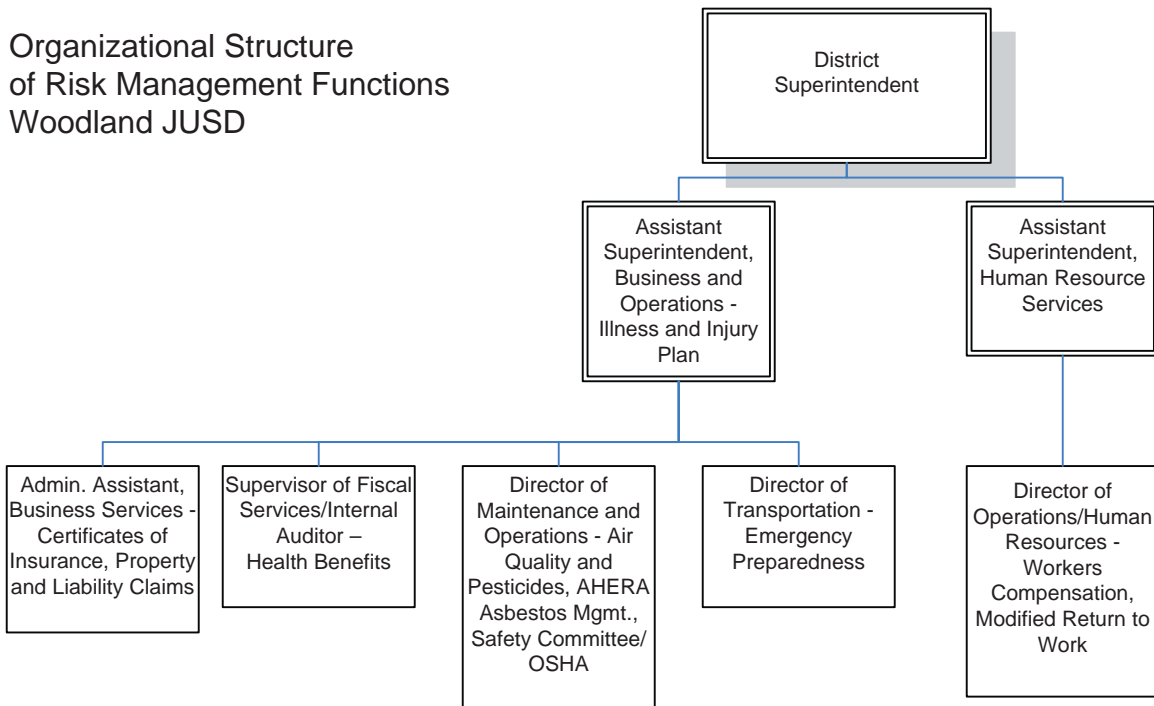 Organizational Structure
of Risk Management Functions
Woodland JUSD
District
Superintendent
Assistant
Superintendent,
Business and
Operations -
Illness and Injury
Plan
Assistant
Superintendent,
Human Resource
Services
Admin. Assistant,
Business Services -
Certificates of
Insurance, Property
and Liability Claims
Supervisor of Fiscal
Services/Internal
Auditor –
Health Benefits
Director of
Maintenance and
Operations - Air
Quality and
Pesticides, AHERA
Asbestos Mgmt.,
Safety Committee/
OSHA
Director of
Transportation -
Emergency
Preparedness
Director of
Operations/Human
Resources -
Workers
Compensation,
Modified Return to
Work